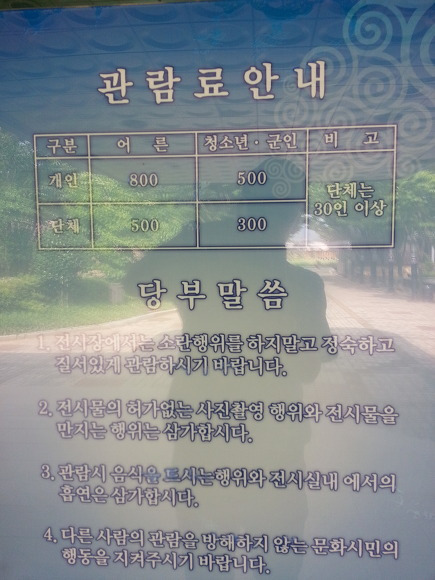 관람료안내
구분 어른 청소년·군인 비고
개인 800 500 단체는
30인 이상
단체 500 300
당부말씀
1. 전시장에서는 소란행위를 하지말고 정숙하고
질서있게 관람하시기 바랍니다.
2. 전시물의 허가없는 사진촬영 행위와 전시물을
만지는 행위는 삼가합시다.
3. 관람시 음식을 드시는행위와 전시실내 에서의
흡연은삼가합시다.
4. 다른 사람의 관람을 방해하지 않는 문화시민의
행동을 지켜주시기 바랍니다.